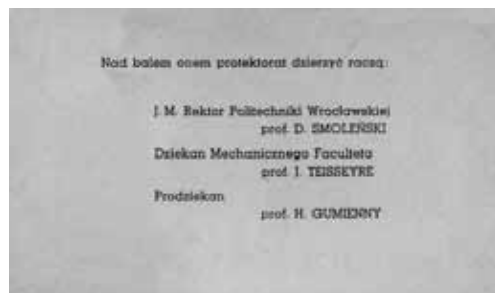 Nad balem onem protektorat dzierżyć raczą:
J. M. Rektor Politechniki Wrocławskiej
prof. D. SMOLEŃSKI
Dziekan Mechanicznego Faculteta
prof. J. TEISSEYRE
Prodziekan
prof. H. GUMIENNY